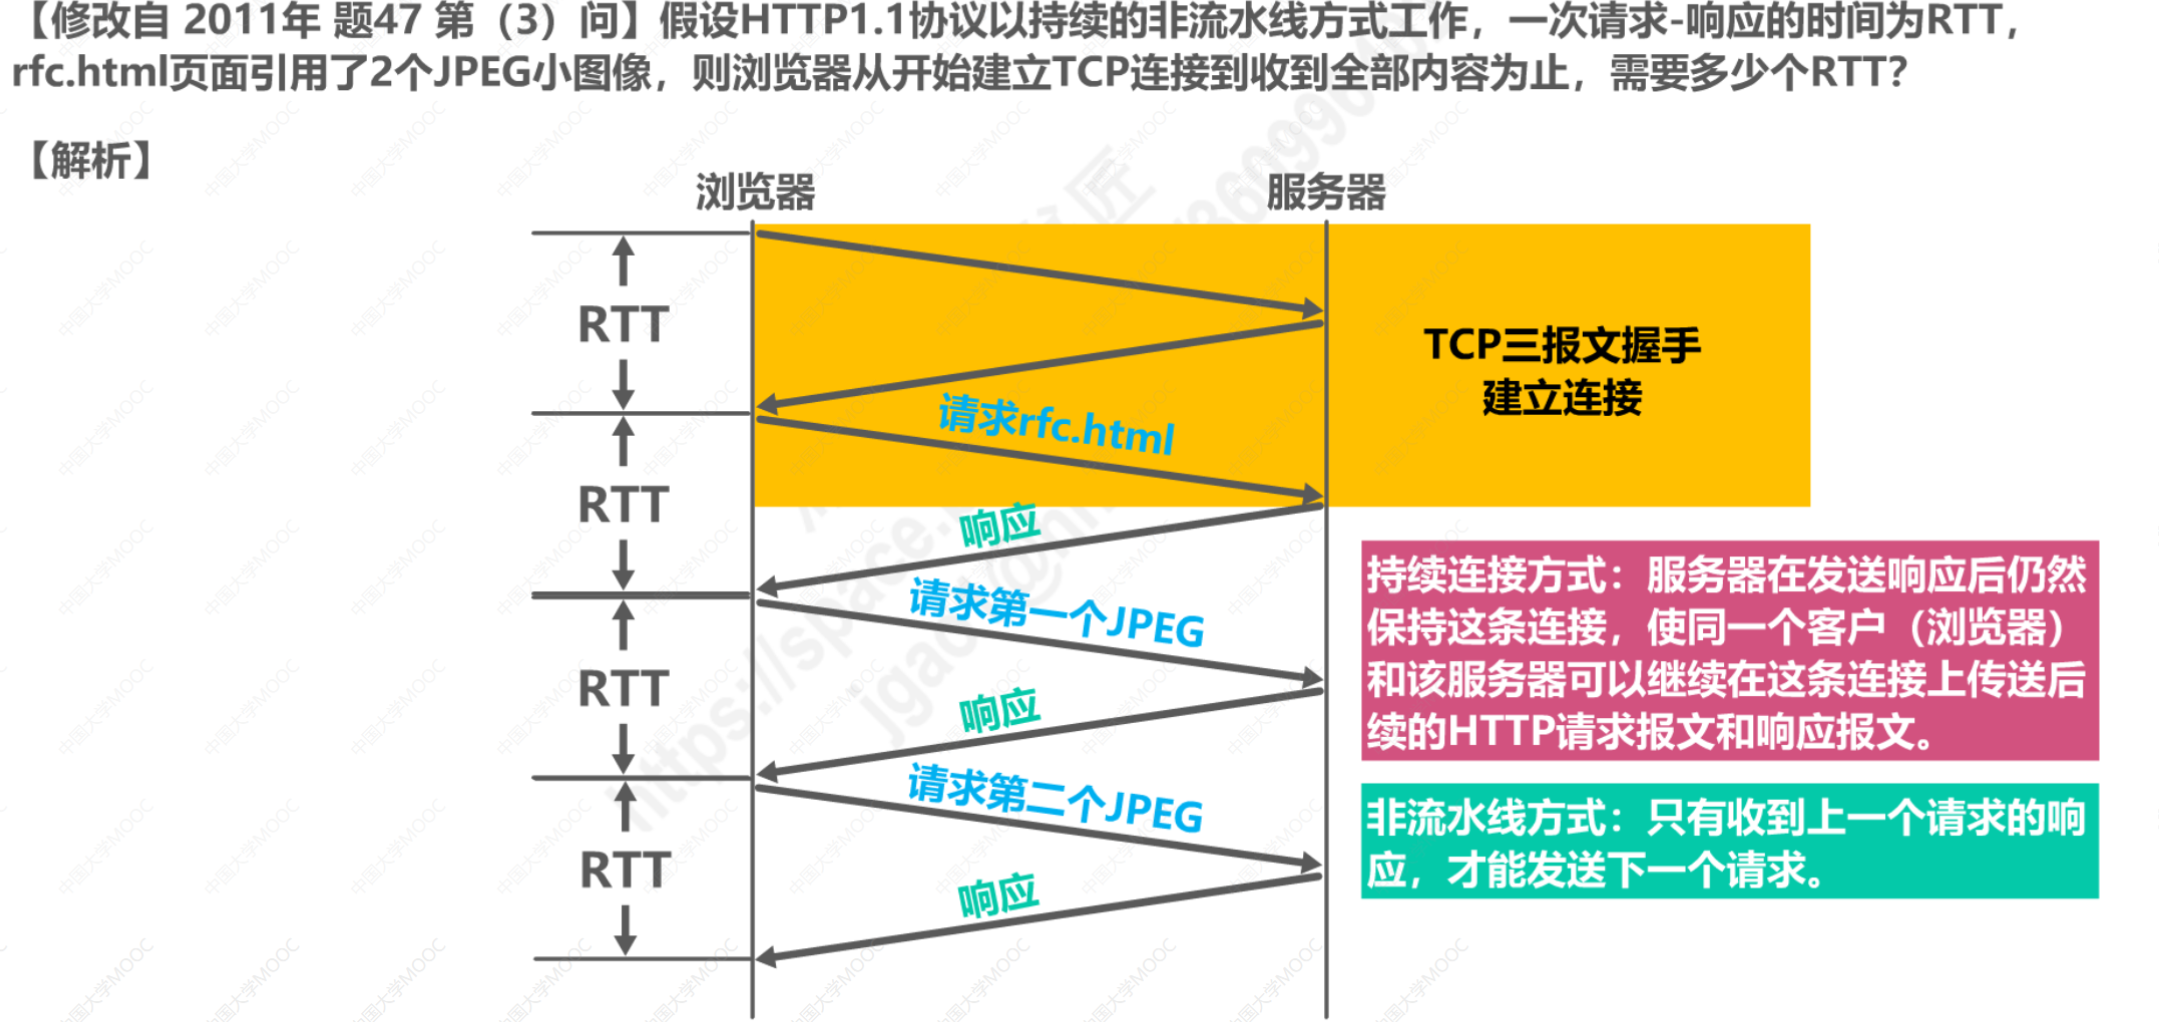 【修改自 2011年 题47 第（3）问】假设HTTP1.1协议以持续的非流水线方式工作，一次请求-响应的时间为RTT，
rfc.html页面引用了2个JPEG小图像，则浏览器从开始建立TCP连接到收到全部内容为止，需要多少个RTT？
【解析】
浏览器
服务器
RTT
TCP三报文握手
建立连接
请求rfc.html
RTT
响应
持续连接方式：服务器在发送响应后仍然
保持这条连接，使同一个客户（浏览器）
和该服务器可以继续在这条连接上传送后
续的HTTP请求报文和响应报文。
请求第一个JPEG
RTT
响应
请求第二个JPEG
非流水线方式：只有收到上一个请求的响
应，才能发送下一个请求。
RTT
响应
中国大学MOOC